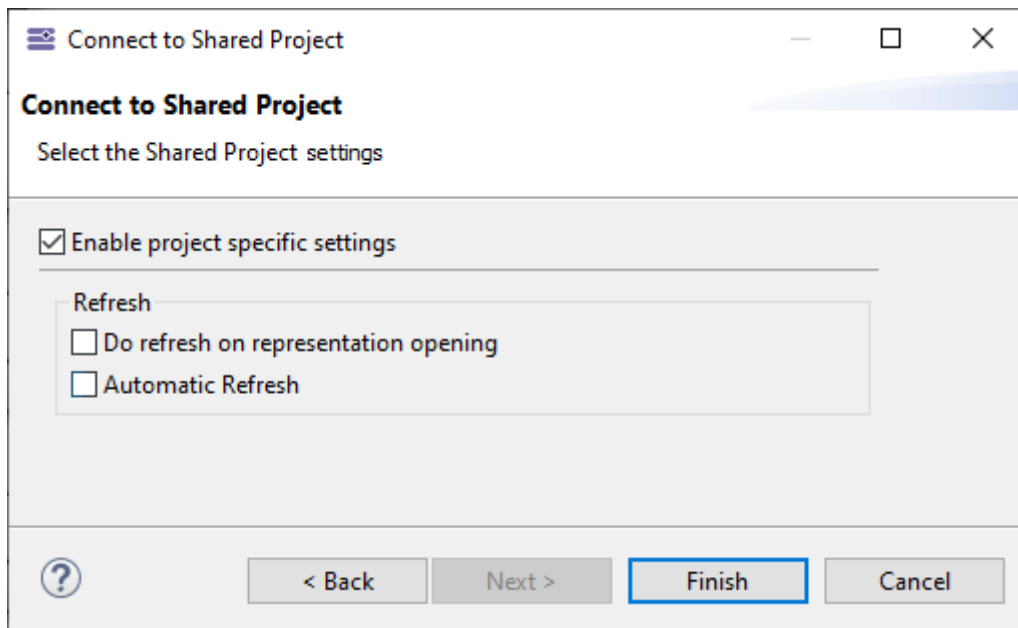 Connect to Shared Project
Connect to Shared Project
Select the Shared Project settings
Enable project specific settings
Refresh
Do refresh on representation opening
Automatic Refresh
?
< Back Next > Finish Cancel